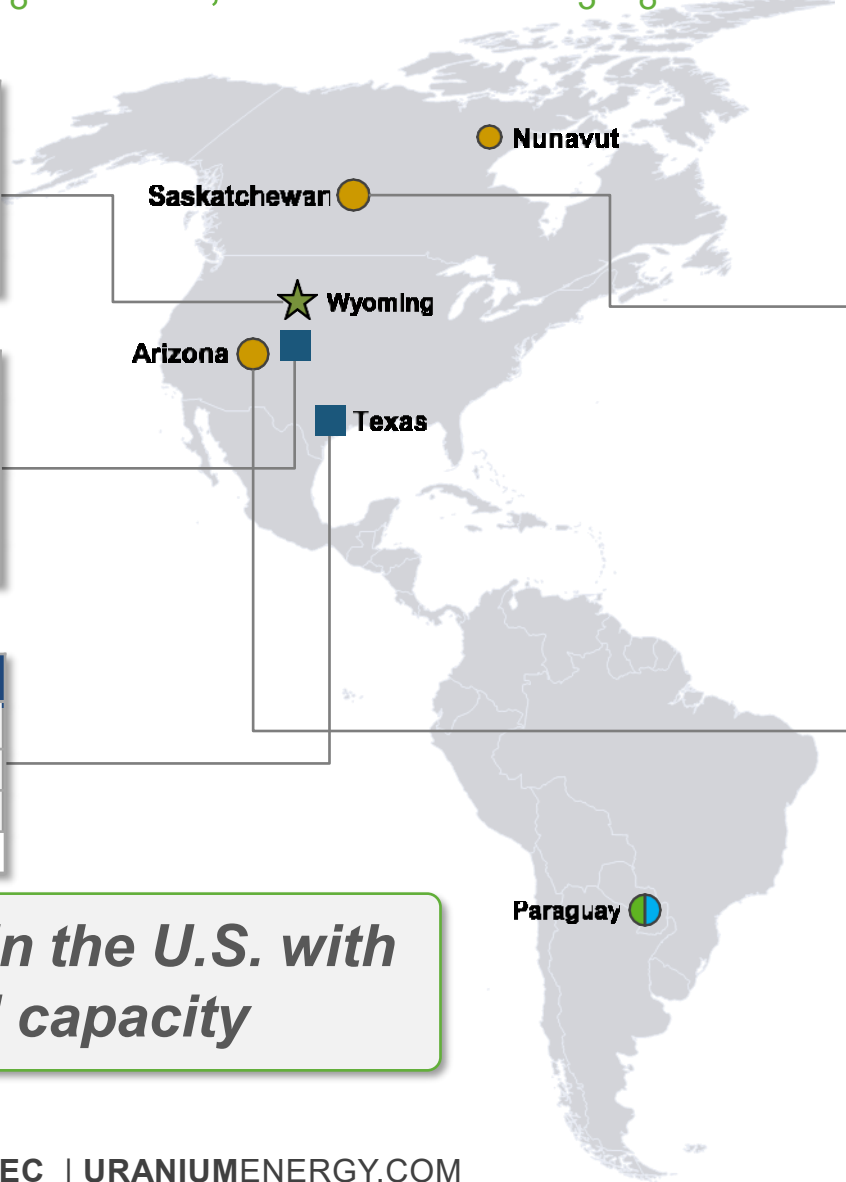 Nunavut
Saskatchewan
Wyoming
Arizona
Texas
Paraguay
in the U.S. with
capacity
EC | URANIUMENERGY.COM